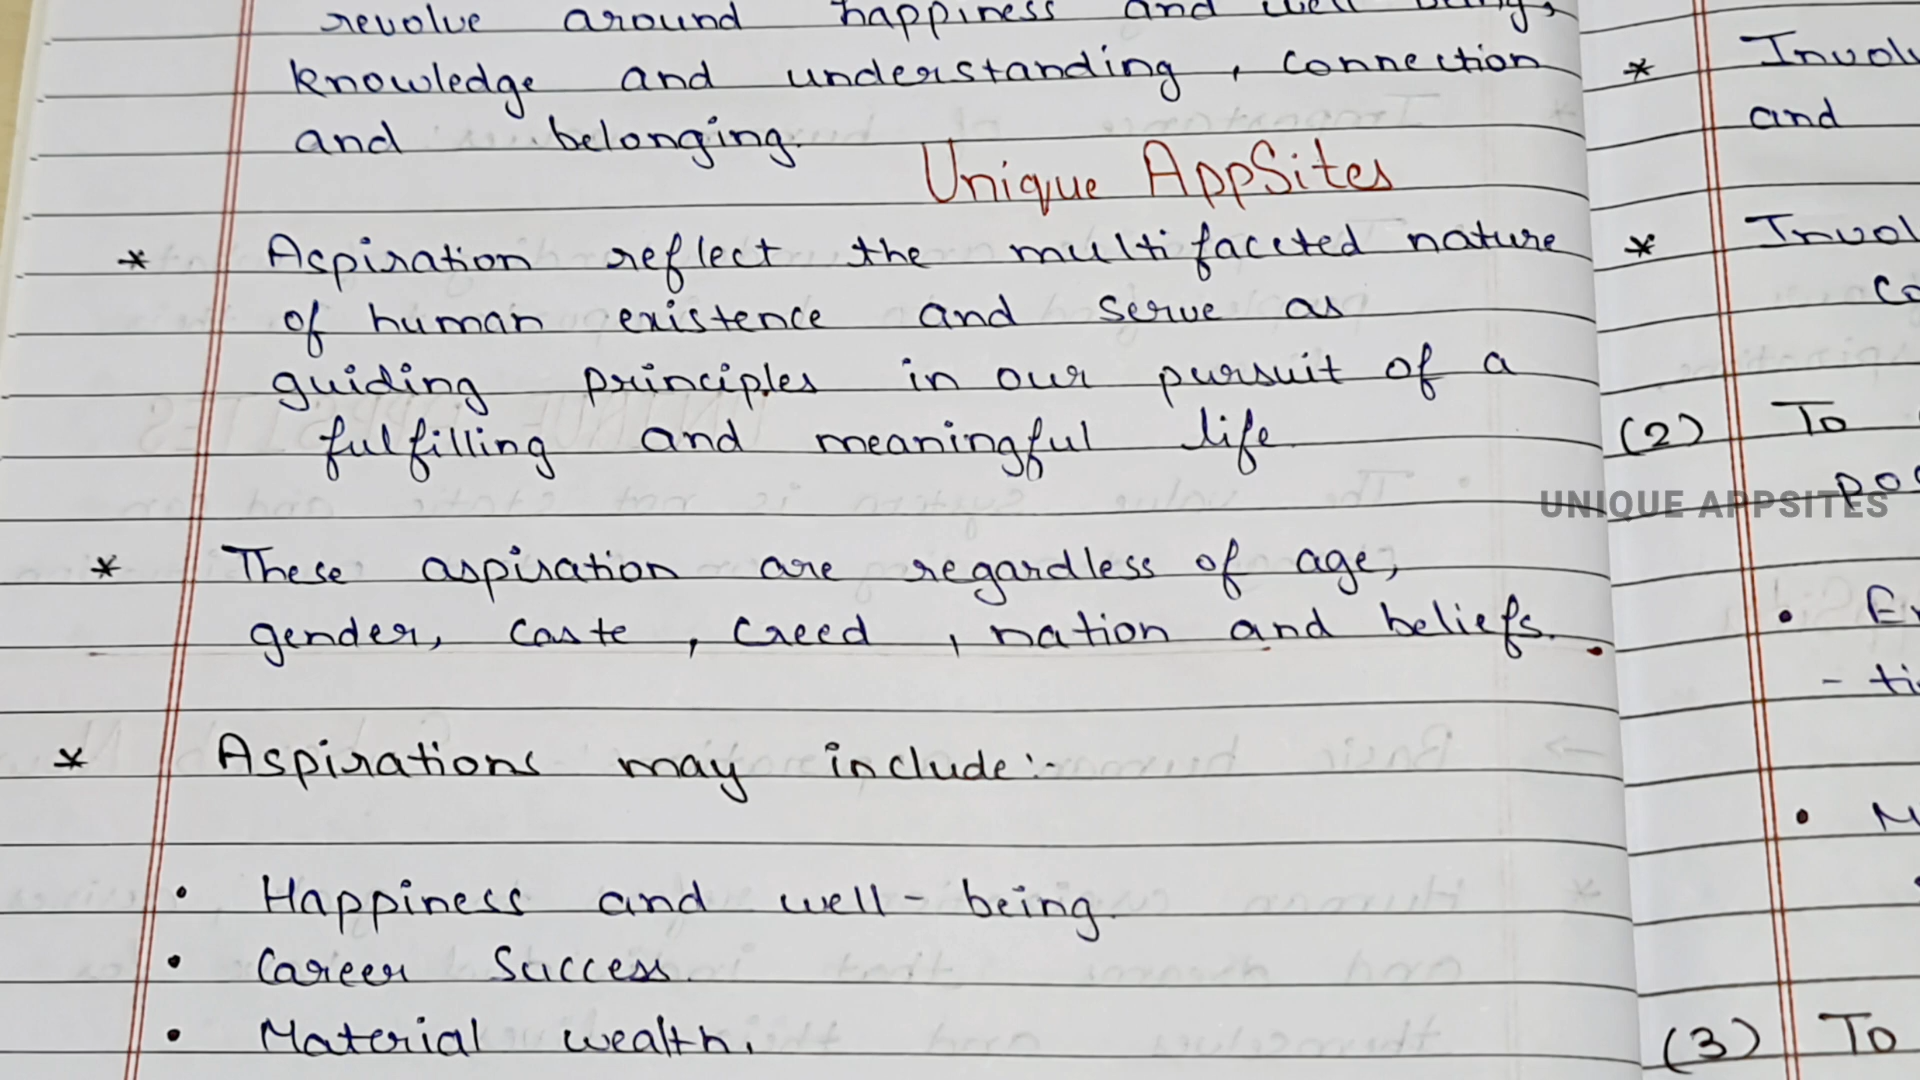 revolve around happiness and well being,
knowledge and understanding, connection
and belonging.
Unique AppSites
* Aspiration reflect the multifaceted nature
of human existence and serve as
guiding principles in our pursuit of a
fulfilling and meaningful life.
* These aspiration are regardless of age,
gender, caste, creed, nation and beliefs.
* Aspirations may include:-
• Happiness and well-being.
• Career Success.
• Material wealth.
*
and
*
(2) To
UNIQUE APPSITES
•
•
(3) To